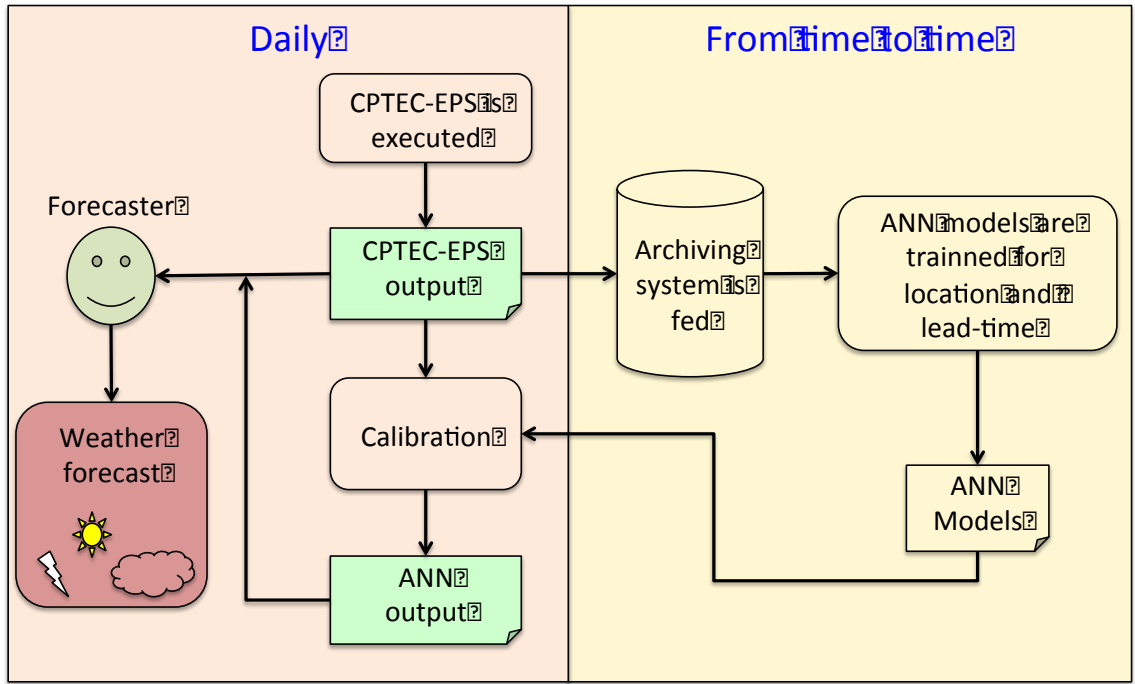 Daily
From time to time
CPTEC-EPS is
executed
Forecaster
CPTEC-EPS
output
Archiving
system is
fed
ANN models are
trainned for
location and
lead-time
Weather
forecast
Calibration
ANN
Models
ANN
output